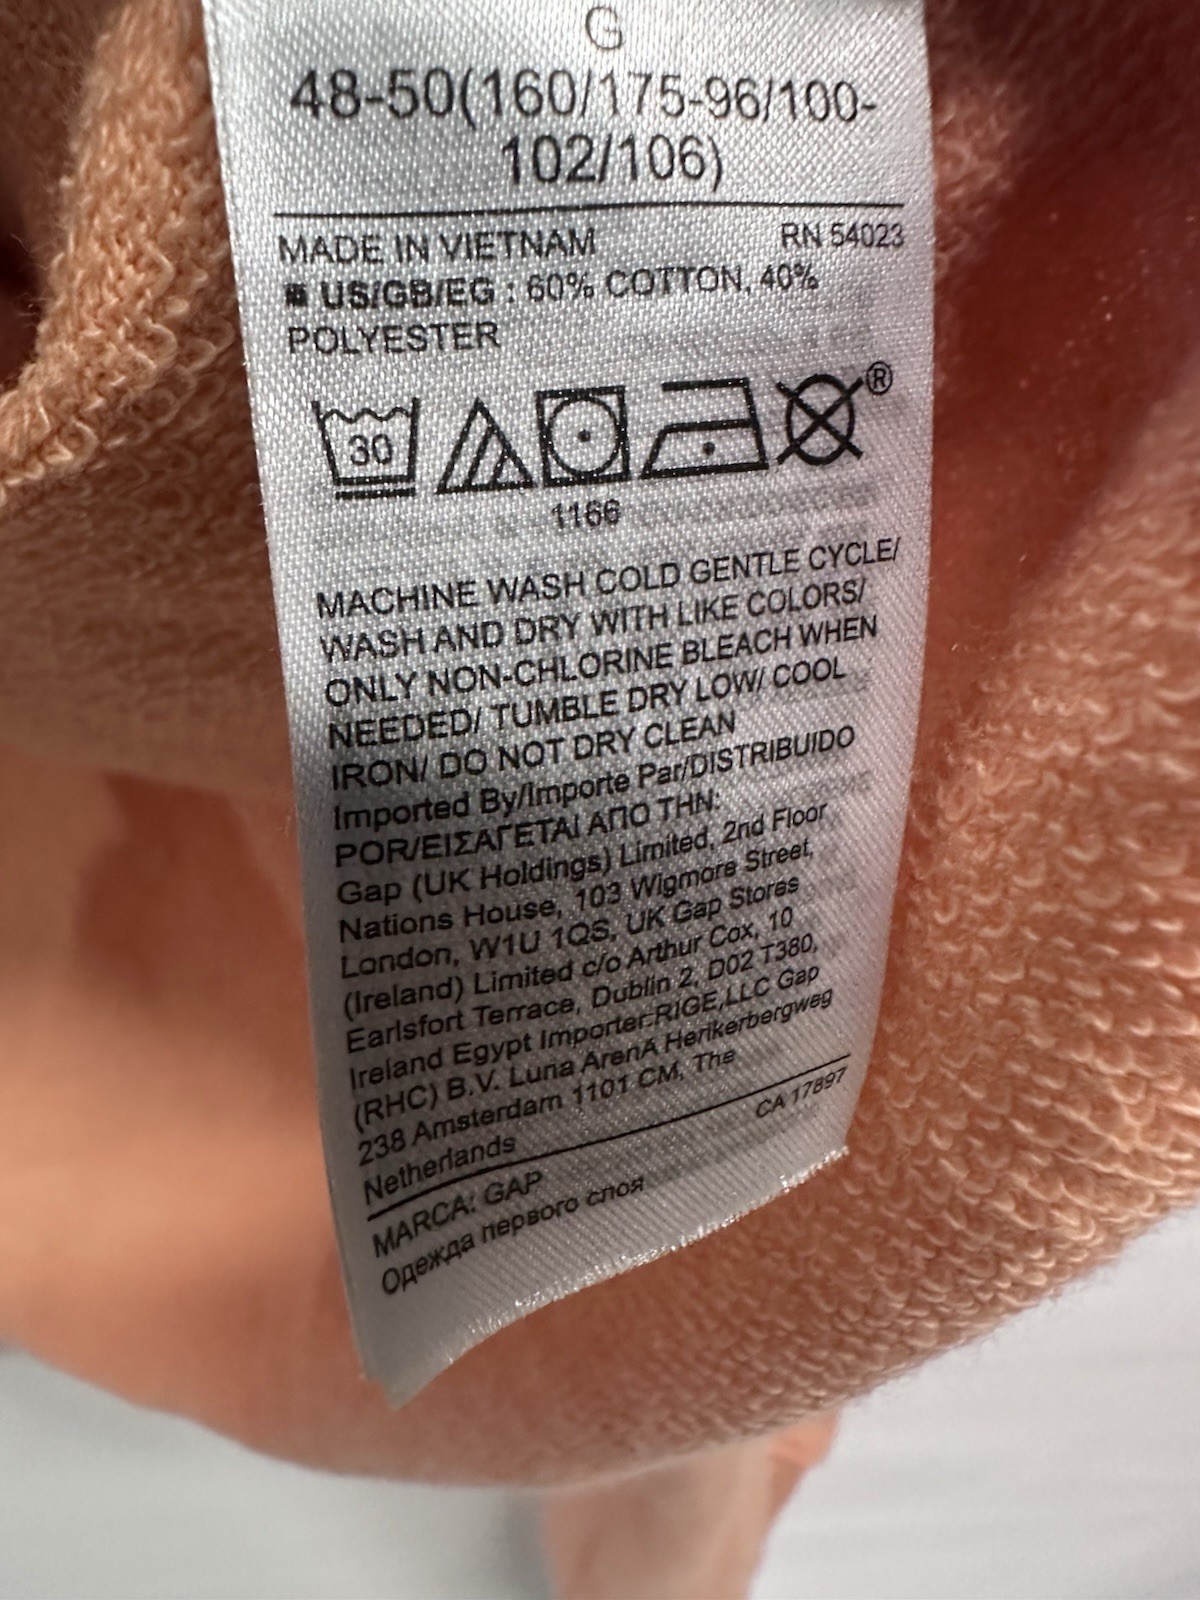 G
48-50(160/175-96/100-
102/106)
MADE IN VIETNAM RN 54023
■ US/GB/EG : 60% COTTON, 40%
POLYESTER
30 ®
1166
MACHINE WASH COLD GENTLE CYCLE/
WASH AND DRY WITH LIKE COLORS/
ONLY NON-CHLORINE BLEACH WHEN
NEEDED/ TUMBLE DRY LOW/ COOL
IRON/ DO NOT DRY CLEAN
Imported By/Importe Par/DISTRIBUIDO
POR/ΕΙΣΑΓΕΤΑΙ ΑΠΟ ΤΗΝ:
Gap (UK Holdings) Limited, 2nd Floor
Nations House, 103 Wigmore Street,
London, W1U 1QS, UK Gap Stores
(Ireland) Limited c/o Arthur Cox, 10
Earlsfort Terrace, Dublin 2, D02 T380,
Ireland Egypt Importer:RIGE,LLC Gap
(RHC) B.V. Luna ArenA Herikerbergweg
238 Amsterdam 1101 CM, The
Netherlands
CA 17897
MARCA: GAP
Одежда первого слоя